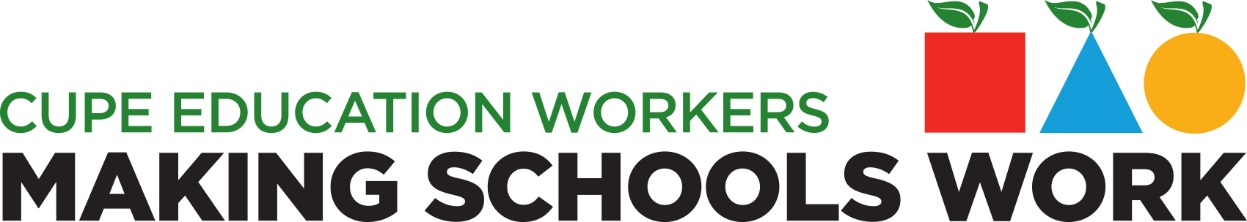 CUPE EDUCATION WORKERS
MAKING SCHOOLS WORK